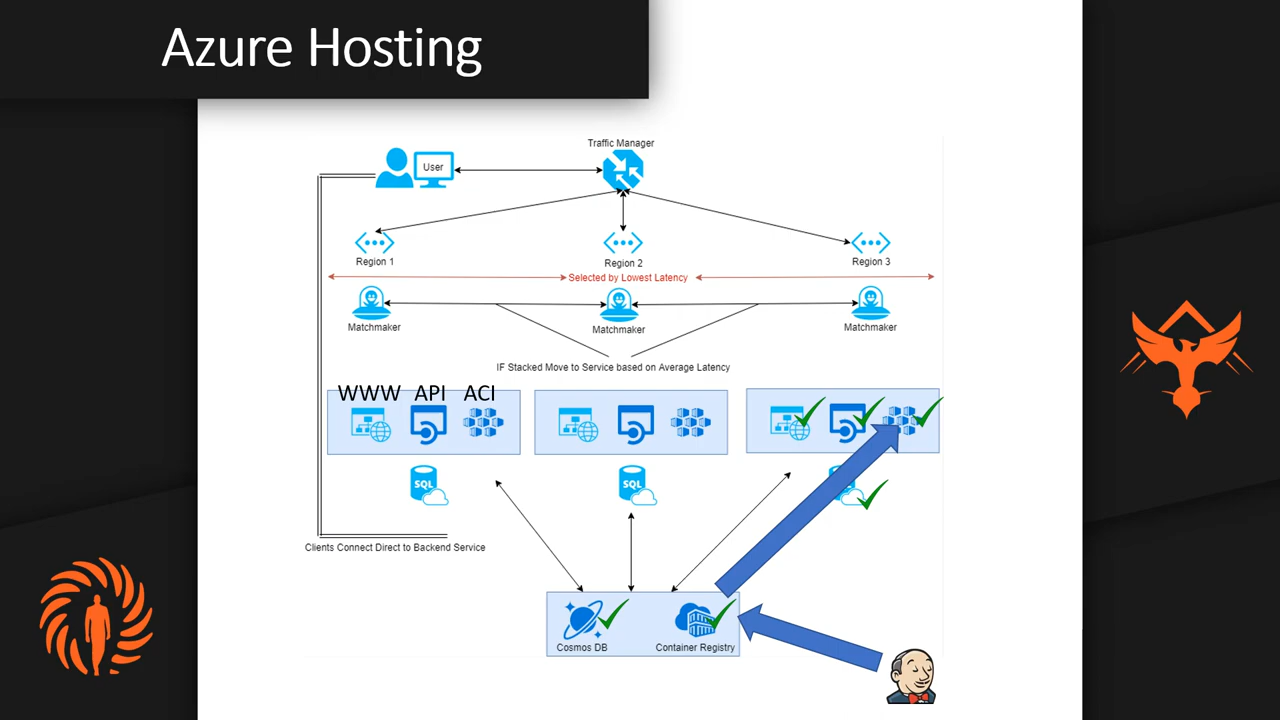 Azure Hosting
Traffic Manager
User
Region 1
Region 2
Region 3
Selected by Lowest Latency
Matchmaker
Matchmaker
Matchmaker
IF Stacked Move to Service based on Average Latency
WWW API ACI
SQL
SQL
Clients Connect Direct to Backend Service
Cosmos DB
Container Registry